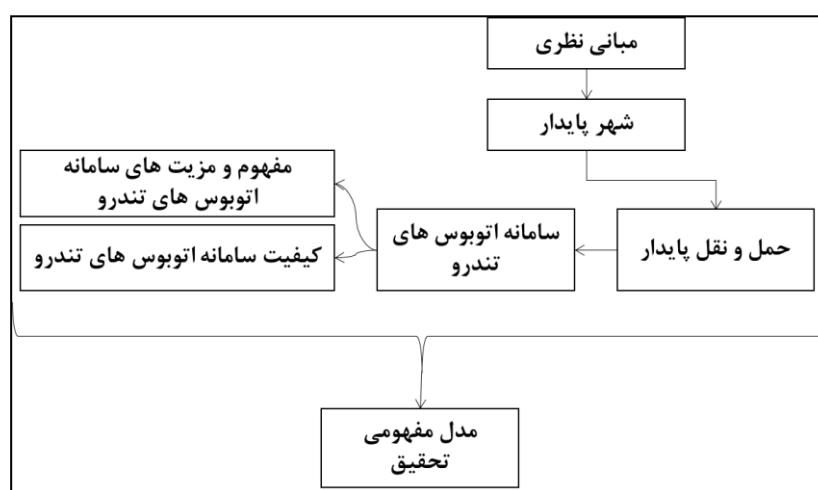 مبانی نظری
شهر پایدار
حمل و نقل پایدار
سامانه اتوبوس های
تندرو
مفهوم و مزیت های سامانه
اتوبوس های تندرو
کیفیت سامانه اتوبوس های تندرو
مدل مفهومی
تحقیق